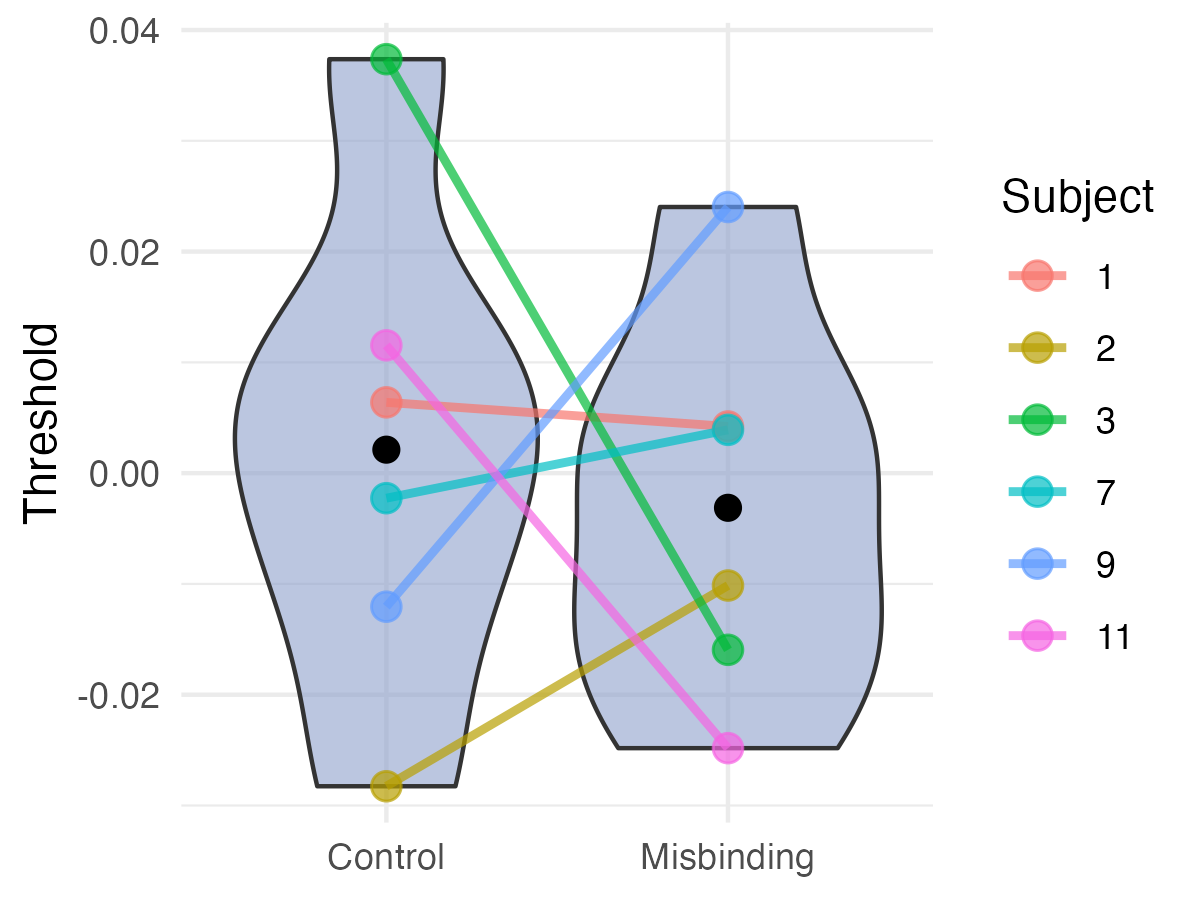 0.04
0.02
0.00
-0.02
Threshold
Control
Misbinding
Subject
1
2
3
7
9
11